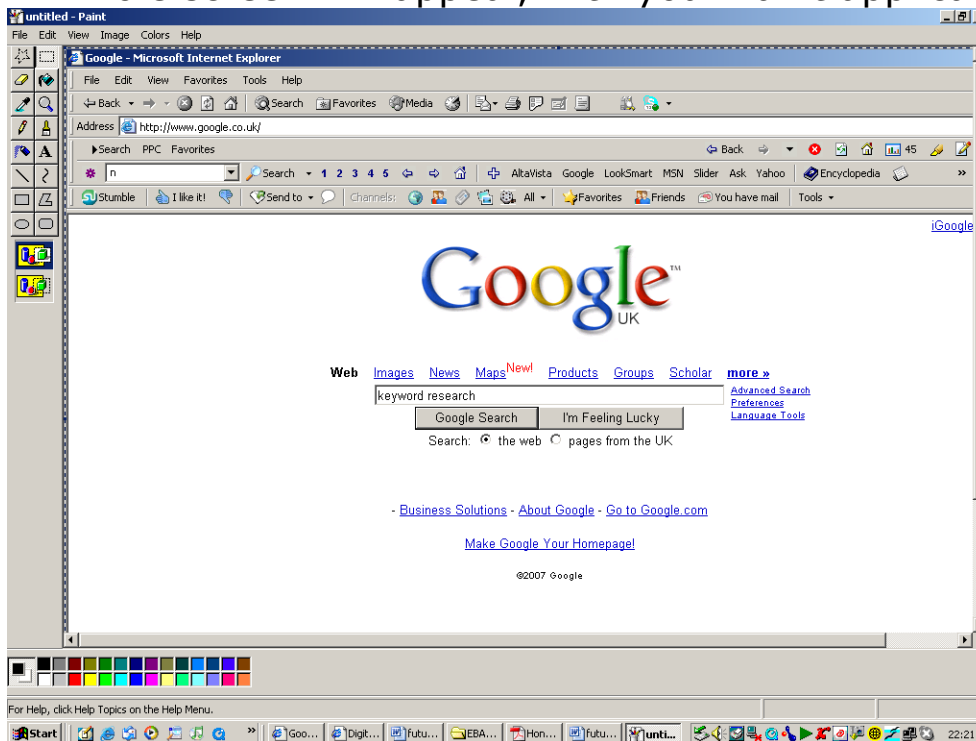 untitled - Paint
File Edit View Image Colors Help
Google - Microsoft Internet Explorer
File Edit View Favorites Tools Help
Back Search Favorites Media
Address http://www.google.co.uk/
Search PPC Favorites Back 45
n Search 1 2 3 4 5 AltaVista Google LookSmart MSN Slider Ask Yahoo Encyclopedia »
Stumble I like it! Send to Channels: All Favorites Friends You have mail Tools
iGoogle
Google™
UK
Web Images News Maps New! Products Groups Scholar more »
keyword research
Advanced Search
Preferences
Language Tools
Google Search I'm Feeling Lucky
Search: the web pages from the UK
- Business Solutions - About Google - Go to Google.com
Make Google Your Homepage!
©2007 Google
For Help, click Help Topics on the Help Menu.
Start » Goo... Digit... futu... EBA... Hon... futu... unti... 22:21